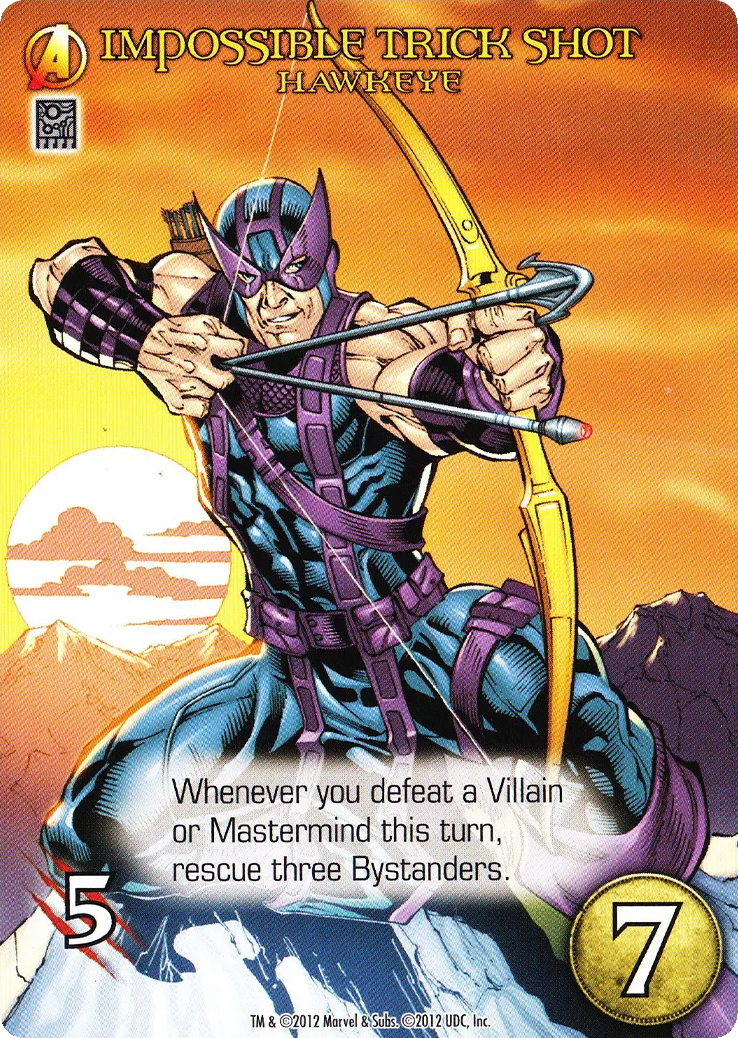 A
IMPOSSIBLE TRICK SHOT
HAWKEYE
Whenever you defeat a Villain
or Mastermind this turn,
rescue three Bystanders.
5
7
TM & ©2012 Marvel & Subs. ©2012 UDC, Inc.